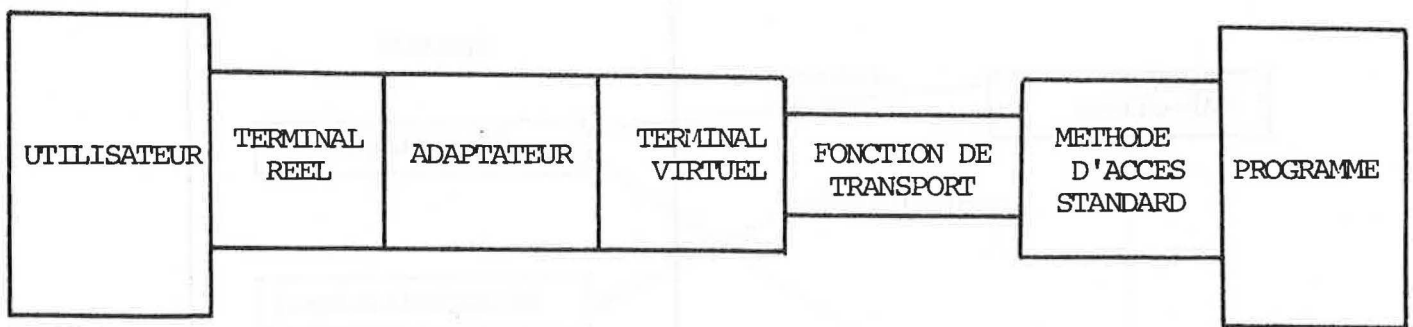 UTILISATEUR
TERMINAL
REEL
ADAPTATEUR
TERMINAL
VIRTUEL
FONCTION DE
TRANSPORT
METHODE
D'ACCES
STANDARD
PROGRAMME